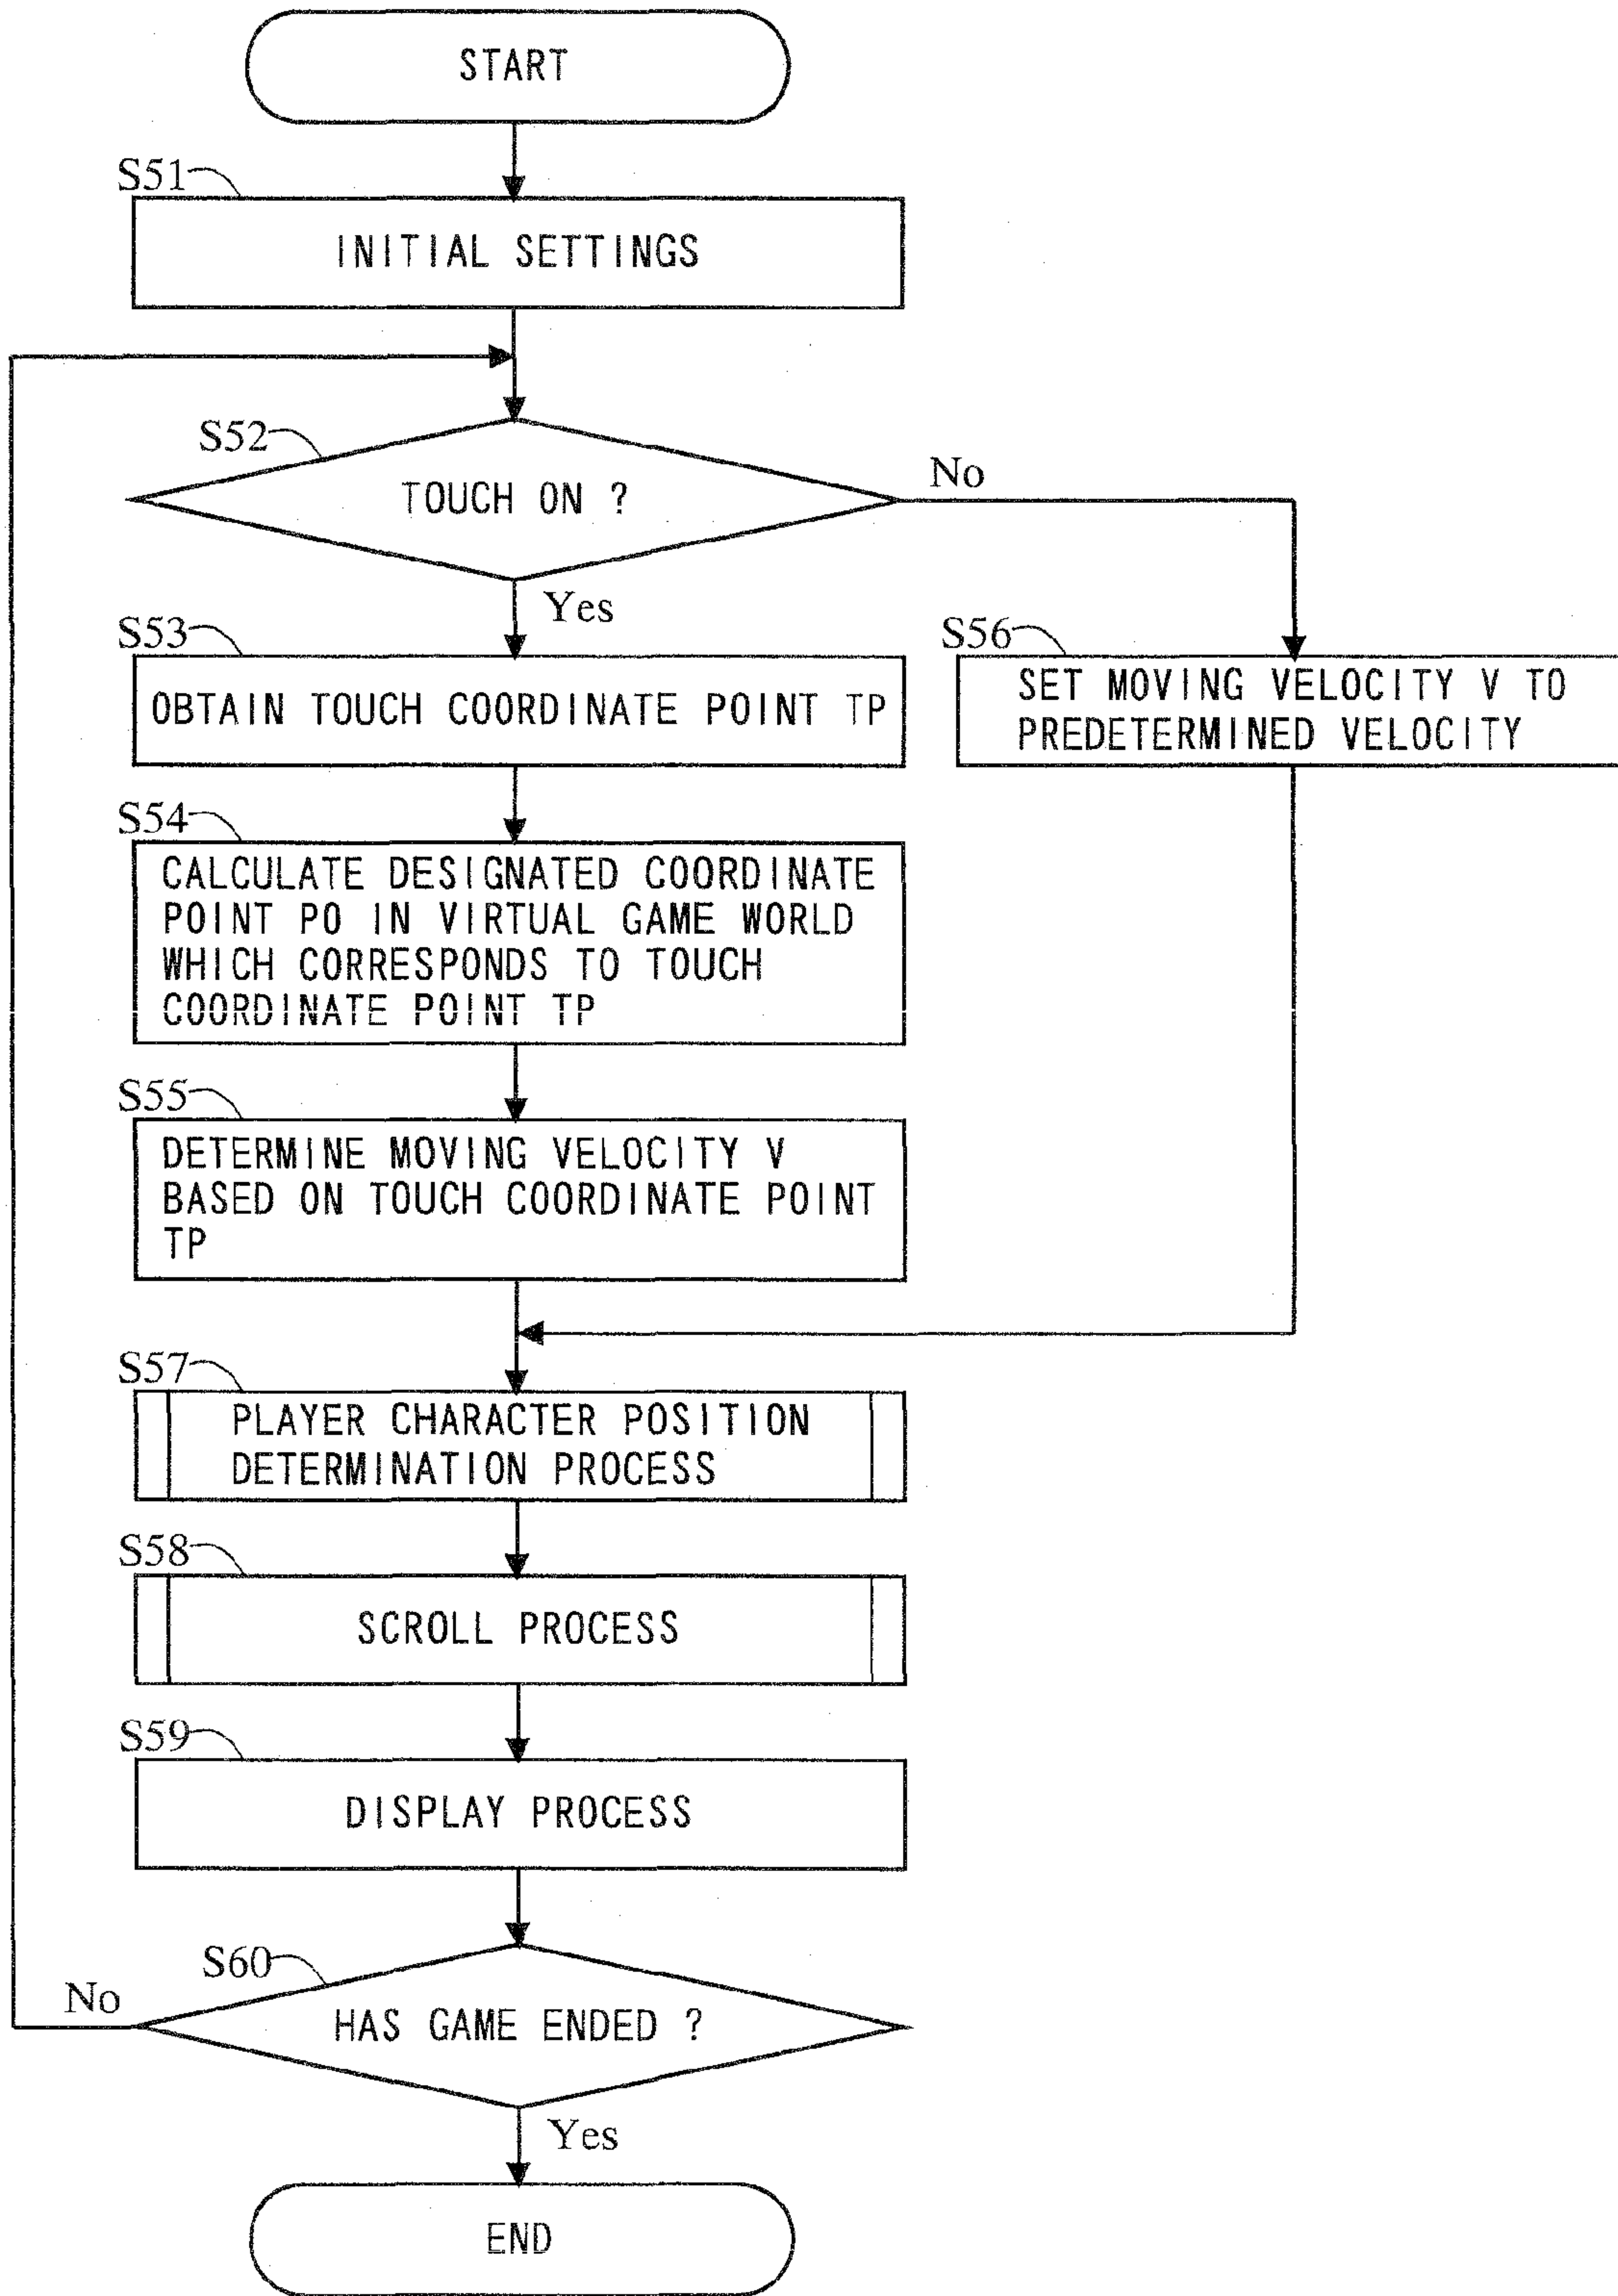 START
S51
INITIAL SETTINGS
S52
TOUCH ON ?
No
Yes
S53
OBTAIN TOUCH COORDINATE POINT TP
S56
SET MOVING VELOCITY V TO
PREDETERMINED VELOCITY
S54
CALCULATE DESIGNATED COORDINATE
POINT PO IN VIRTUAL GAME WORLD
WHICH CORRESPONDS TO TOUCH
COORDINATE POINT TP
S55
DETERMINE MOVING VELOCITY V
BASED ON TOUCH COORDINATE POINT
TP
S57
PLAYER CHARACTER POSITION
DETERMINATION PROCESS
S58
SCROLL PROCESS
S59
DISPLAY PROCESS
S60
No
HAS GAME ENDED ?
Yes
END